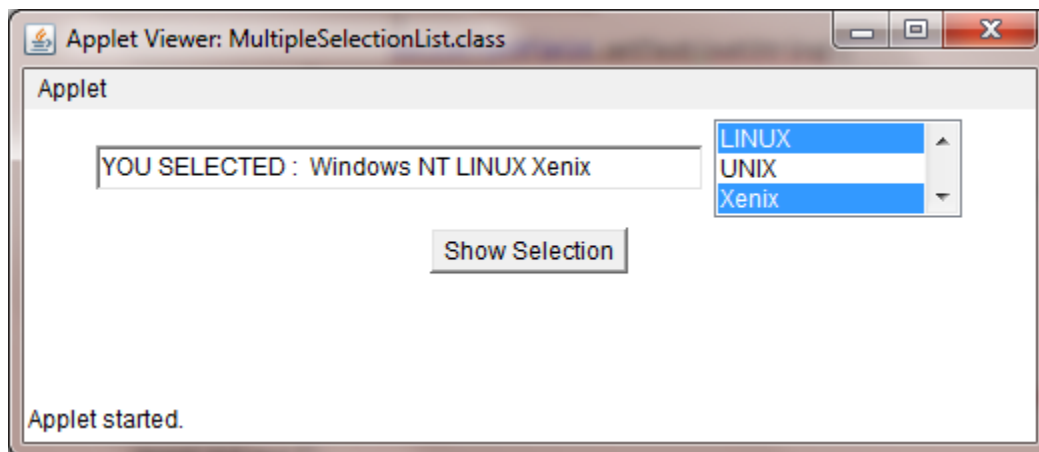 Applet Viewer: MultipleSelectionList.class
Applet
YOU SELECTED :  Windows NT LINUX Xenix
LINUX
UNIX
Xenix
Show Selection
Applet started.